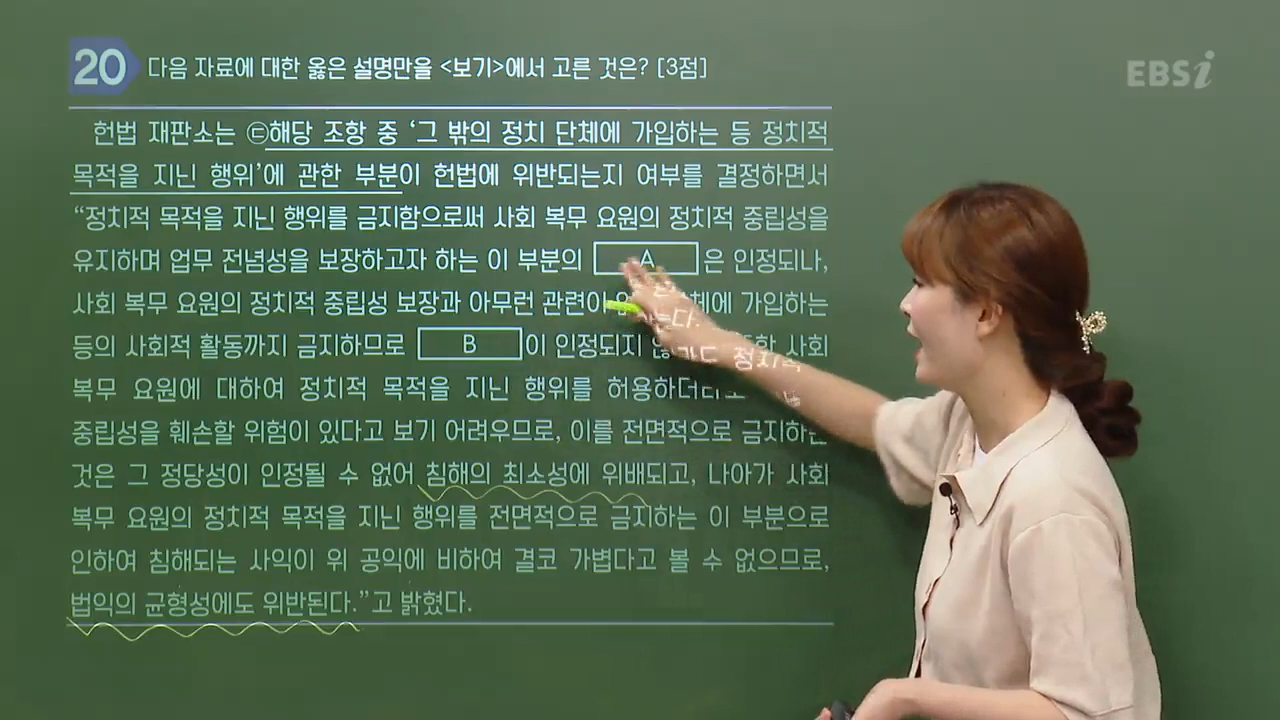 20 다음 자료에 대한 옳은 설명만을 <보기>에서 고른 것은? [3점]
EBSi
헌법 재판소는 ㉢해당 조항 중 ‘그 밖의 정치 단체에 가입하는 등 정치적
목적을 지닌 행위’에 관한 부분이 헌법에 위반되는지 여부를 결정하면서
“정치적 목적을 지닌 행위를 금지함으로써 사회 복무 요원의 정치적 중립성을
유지하며 업무 전념성을 보장하고자 하는 이 부분의 A 은 인정되나,
사회 복무 요원의 정치적 중립성 보장과 아무런 관련이 가입하는
등의 사회적 활동까지 금지하므로 B 이 인정되지 사회
복무 요원에 대하여 정치적 목적을 지닌 행위를 허용하더라도
중립성을 훼손할 위험이 있다고 보기 어려우므로, 이를 전면적으로 금지하는
것은 그 정당성이 인정될 수 없어 침해의 최소성에 위배되고, 나아가 사회
복무 요원의 정치적 목적을 지닌 행위를 전면적으로 금지하는 이 부분으로
인하여 침해되는 사익이 위 공익에 비하여 결코 가볍다고 볼 수 없으므로,
법익의 균형성에도 위반된다.”고 밝혔다.